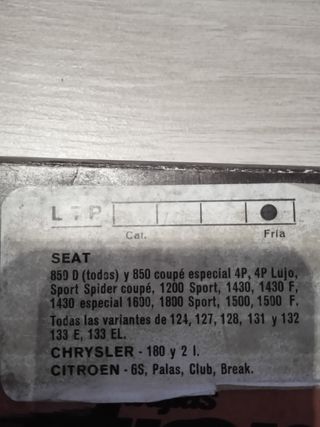 L T P
Cal. Fría
SEAT
850 D (todos) y 850 coupé especial 4P, 4P Lujo,
Sport Spider coupé, 1200 Sport, 1430, 1430 F,
1430 especial 1600, 1800 Sport, 1500, 1500 F.
Todas las variantes de 124, 127, 128, 131 y 132
133 E, 133 EL.
CHRYSLER - 180 y 2 l.
CITROEN - 6S, Palas, Club, Break.